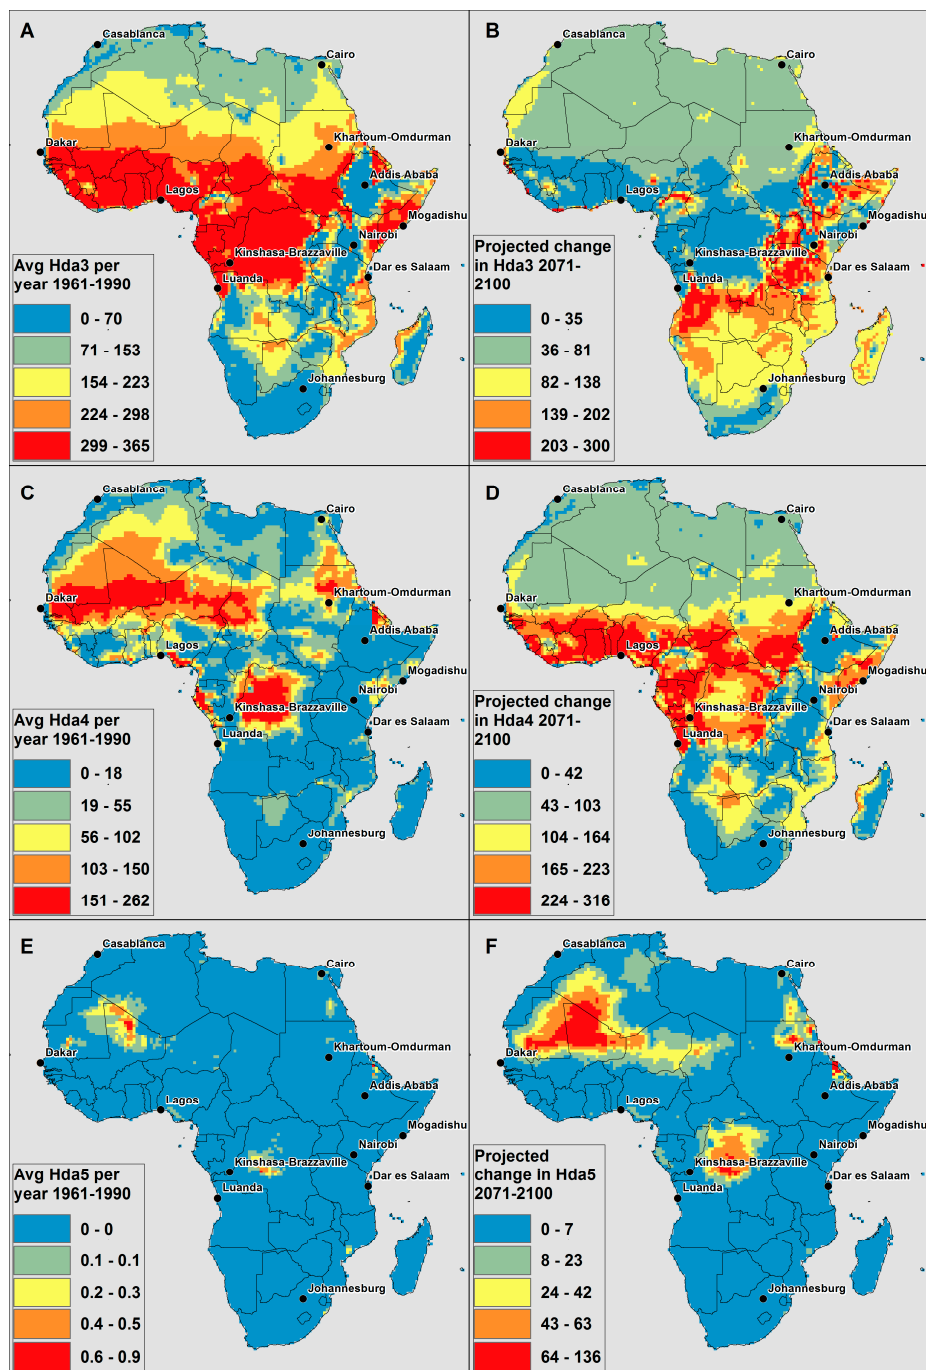 A
Casablanca
Cairo
Dakar
Khartoum-Omdurman
Addis Ababa
Lagos
Mogadishu
Nairobi
Kinshasa-Brazzaville
Dar es Salaam
Luanda
Johannesburg
Avg Hda3 per
year 1961-1990
0 - 70
71 - 153
154 - 223
224 - 298
299 - 365
B
Casablanca
Cairo
Dakar
Khartoum-Omdurman
Addis Ababa
Lagos
Mogadishu
Nairobi
Kinshasa-Brazzaville
Dar es Salaam
Luanda
Johannesburg
Projected change
in Hda3 2071-
2100
0 - 35
36 - 81
82 - 138
139 - 202
203 - 300
C
Casablanca
Cairo
Dakar
Khartoum-Omdurman
Addis Ababa
Lagos
Mogadishu
Nairobi
Kinshasa-Brazzaville
Dar es Salaam
Luanda
Johannesburg
Avg Hda4 per
year 1961-1990
0 - 18
19 - 55
56 - 102
103 - 150
151 - 262
D
Casablanca
Cairo
Dakar
Khartoum-Omdurman
Addis Ababa
Lagos
Mogadishu
Nairobi
Kinshasa-Brazzaville
Dar es Salaam
Luanda
Johannesburg
Projected change
in Hda4 2071-
2100
0 - 42
43 - 103
104 - 164
165 - 223
224 - 316
E
Casablanca
Cairo
Dakar
Khartoum-Omdurman
Addis Ababa
Lagos
Mogadishu
Nairobi
Kinshasa-Brazzaville
Dar es Salaam
Luanda
Johannesburg
Avg Hda5 per
year 1961-1990
0 - 0
0.1 - 0.1
0.2 - 0.3
0.4 - 0.5
0.6 - 0.9
F
Casablanca
Cairo
Dakar
Khartoum-Omdurman
Addis Ababa
Lagos
Mogadishu
Nairobi
Kinshasa-Brazzaville
Dar es Salaam
Luanda
Johannesburg
Projected
change in Hda5
2071-2100
0 - 7
8 - 23
24 - 42
43 - 63
64 - 136